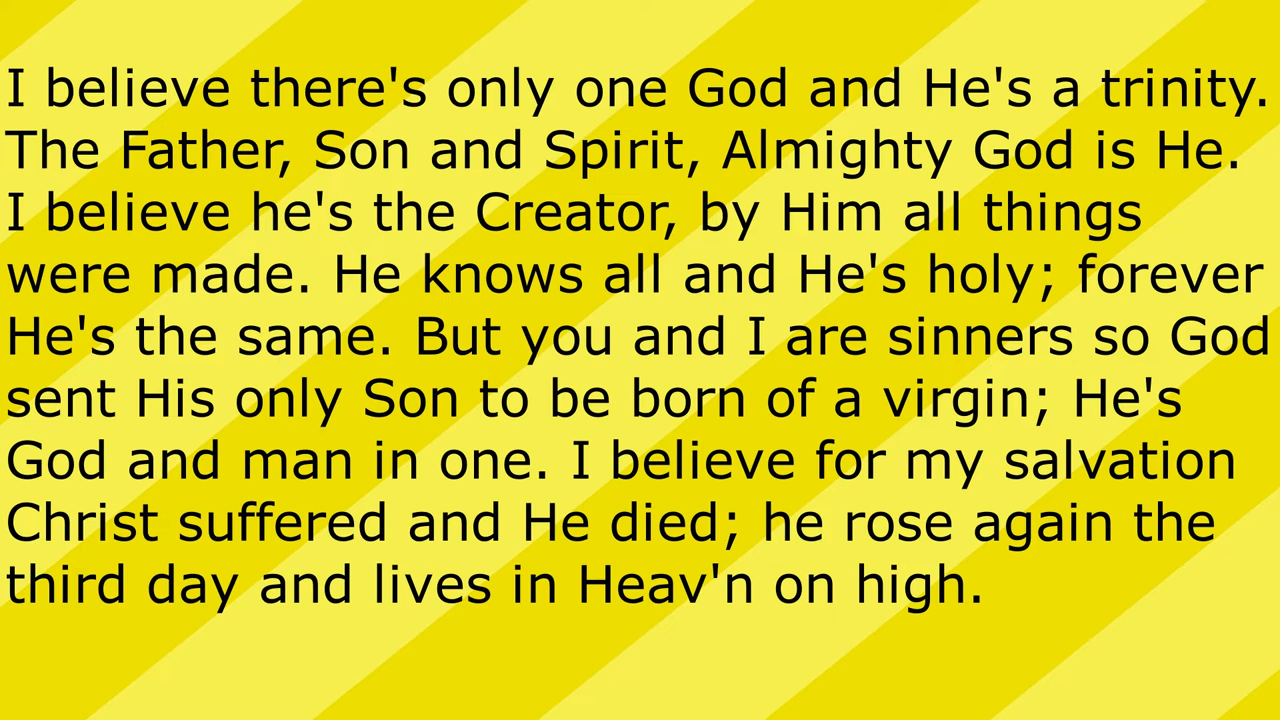 I believe there's only one God and He's a trinity.
The Father, Son and Spirit, Almighty God is He.
I believe he's the Creator, by Him all things
were made. He knows all and He's holy; forever
He's the same. But you and I are sinners so God
sent His only Son to be born of a virgin; He's
God and man in one. I believe for my salvation
Christ suffered and He died; he rose again the
third day and lives in Heav'n on high.